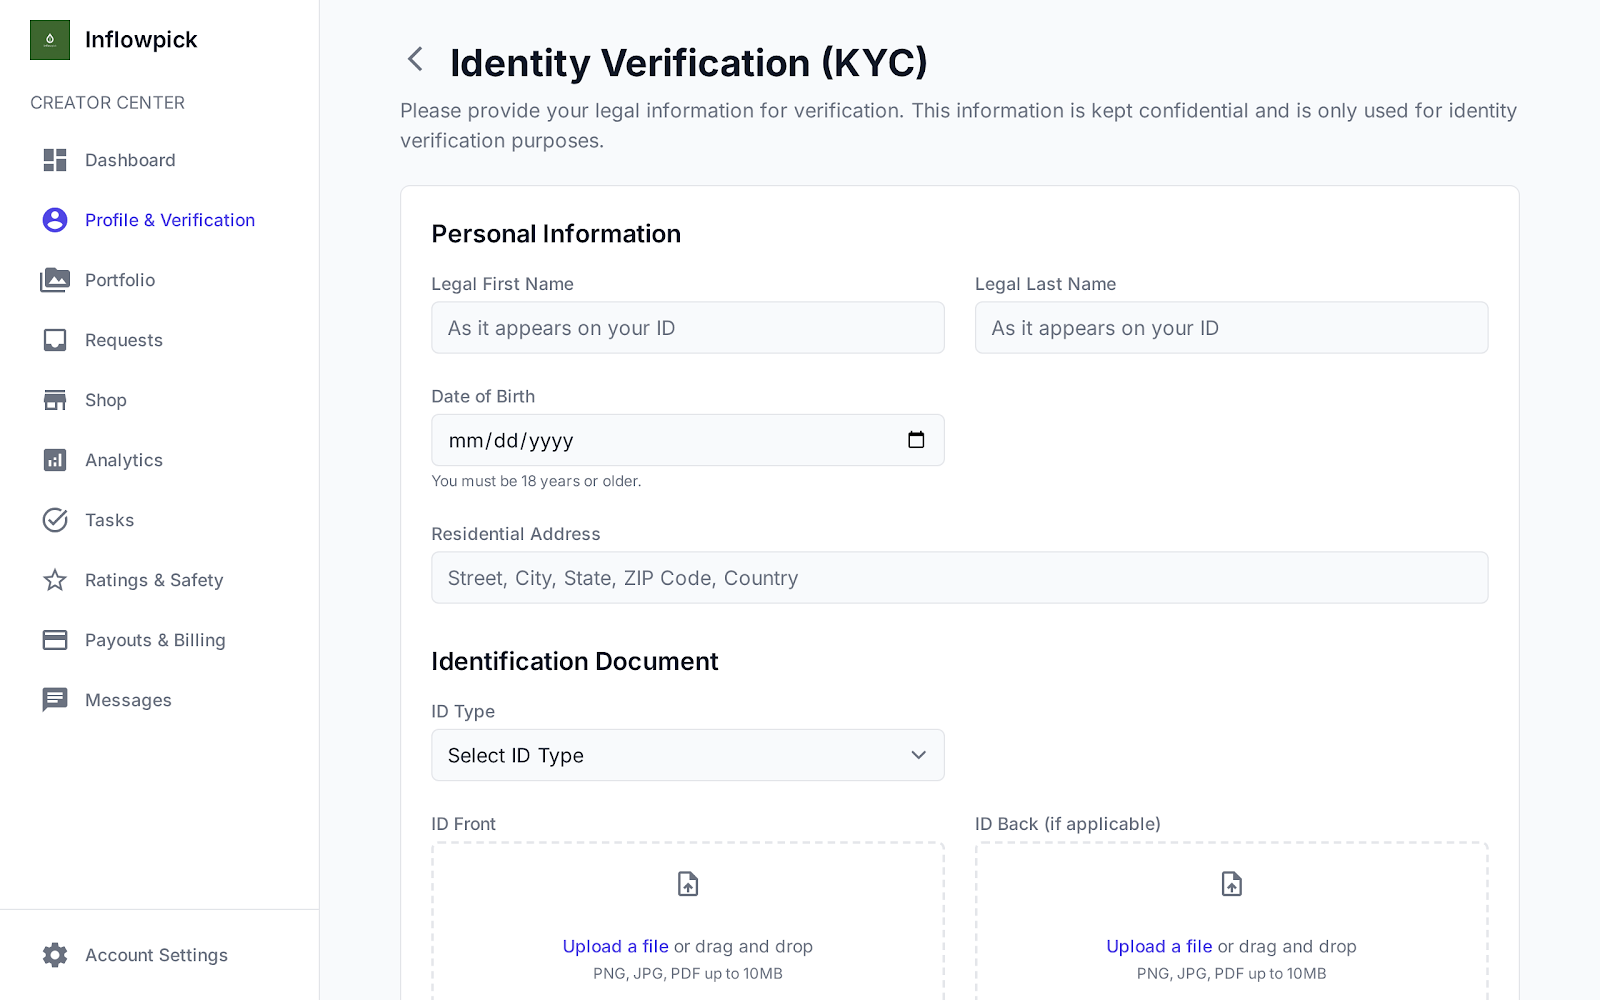 Inflowpick
CREATOR CENTER
Dashboard
Profile & Verification
Portfolio
Requests
Shop
Analytics
Tasks
Ratings & Safety
Payouts & Billing
Messages
Account Settings
Identity Verification (KYC)
Please provide your legal information for verification. This information is kept confidential and is only used for identity
verification purposes.
Personal Information
Legal First Name
Legal Last Name
As it appears on your ID
As it appears on your ID
Date of Birth
mm/dd/yyyy
You must be 18 years or older.
Residential Address
Street, City, State, ZIP Code, Country
Identification Document
ID Type
Select ID Type
ID Front
ID Back (if applicable)
Upload a file or drag and drop
PNG, JPG, PDF up to 10MB
Upload a file or drag and drop
PNG, JPG, PDF up to 10MB